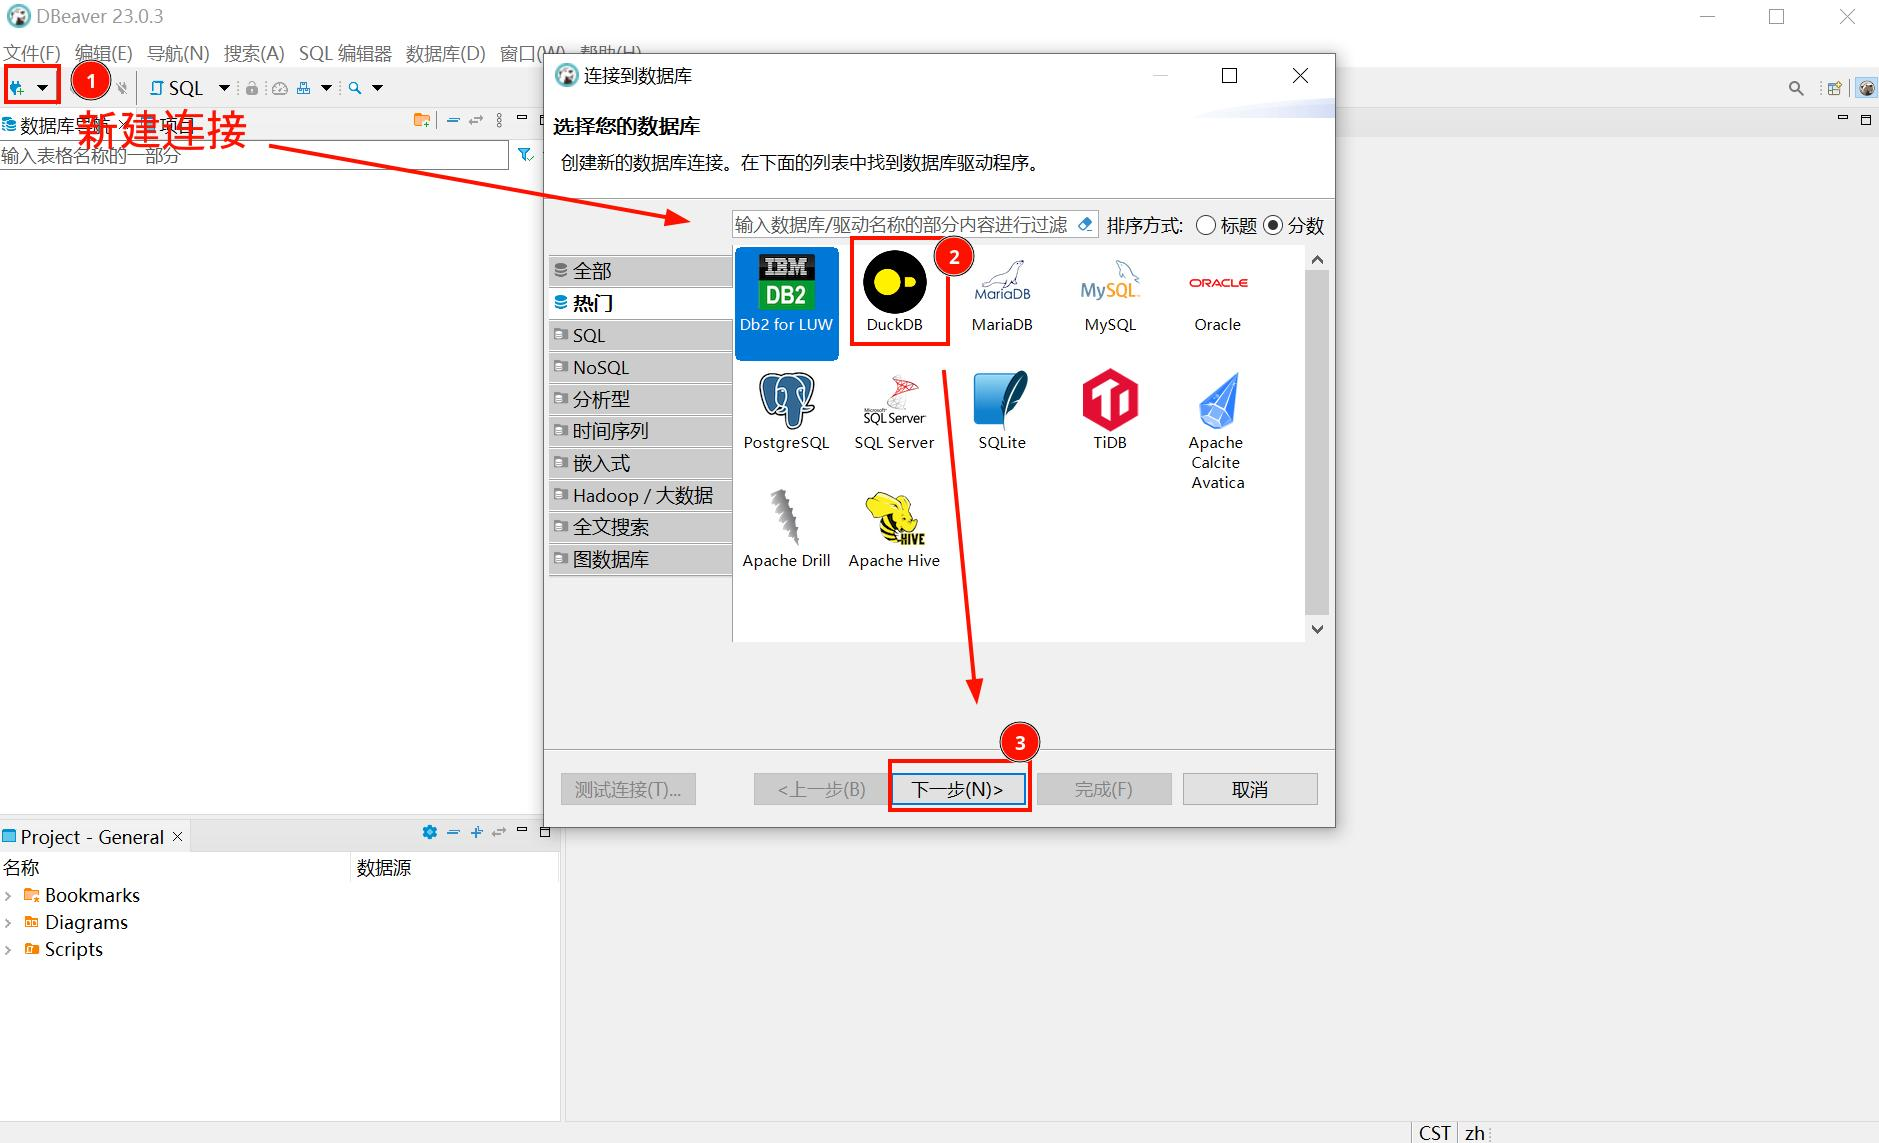 DBeaver 23.0.3
文件(F) 编辑(E) 导航(N) 搜索(A) SQL 编辑器 数据库(D) 窗口(W) 帮助(H)
1
SQL
数据库导航 项目
新建连接
输入表格名称的一部分
连接到数据库
选择您的数据库
创建新的数据库连接。在下面的列表中找到数据库驱动程序。
输入数据库/驱动名称的部分内容进行过滤 排序方式: 标题 分数
全部
热门
SQL
NoSQL
分析型
时间序列
嵌入式
Hadoop / 大数据
全文搜索
图数据库
2
IBM
DB2
MariaDB
MySQL
ORACLE
Db2 for LUW DuckDB MariaDB MySQL Oracle
Microsoft
SQL Server
PostgreSQL SQL Server SQLite TiDB Apache
Calcite
Avatica
HIVE
Apache Drill Apache Hive
3
测试连接(T)... <上一步(B) 下一步(N)> 完成(F) 取消
Project - General
名称 数据源
Bookmarks
Diagrams
Scripts
CST zh